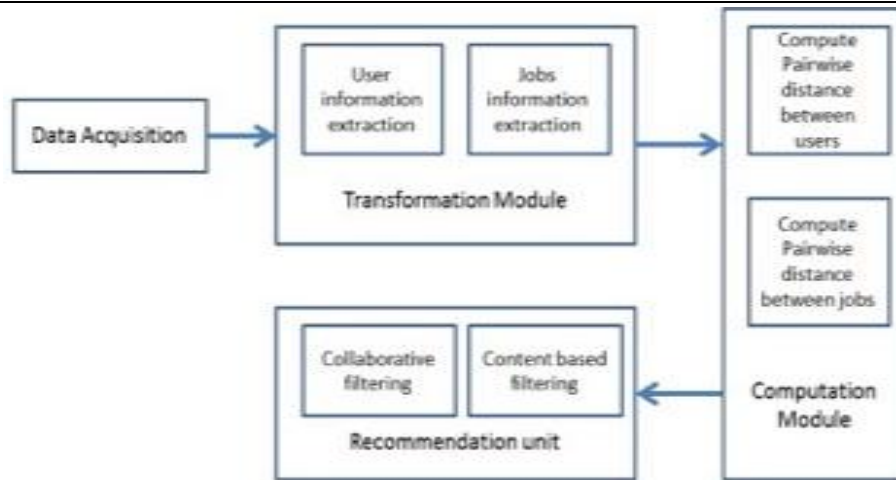 Data Acquisition
User
information
extraction
Jobs
information
extraction
Transformation Module
Compute
Pairwise
distance
between
users
Compute
Pairwise
distance
between jobs
Computation
Module
Collaborative
filtering
Content based
filtering
Recommendation unit